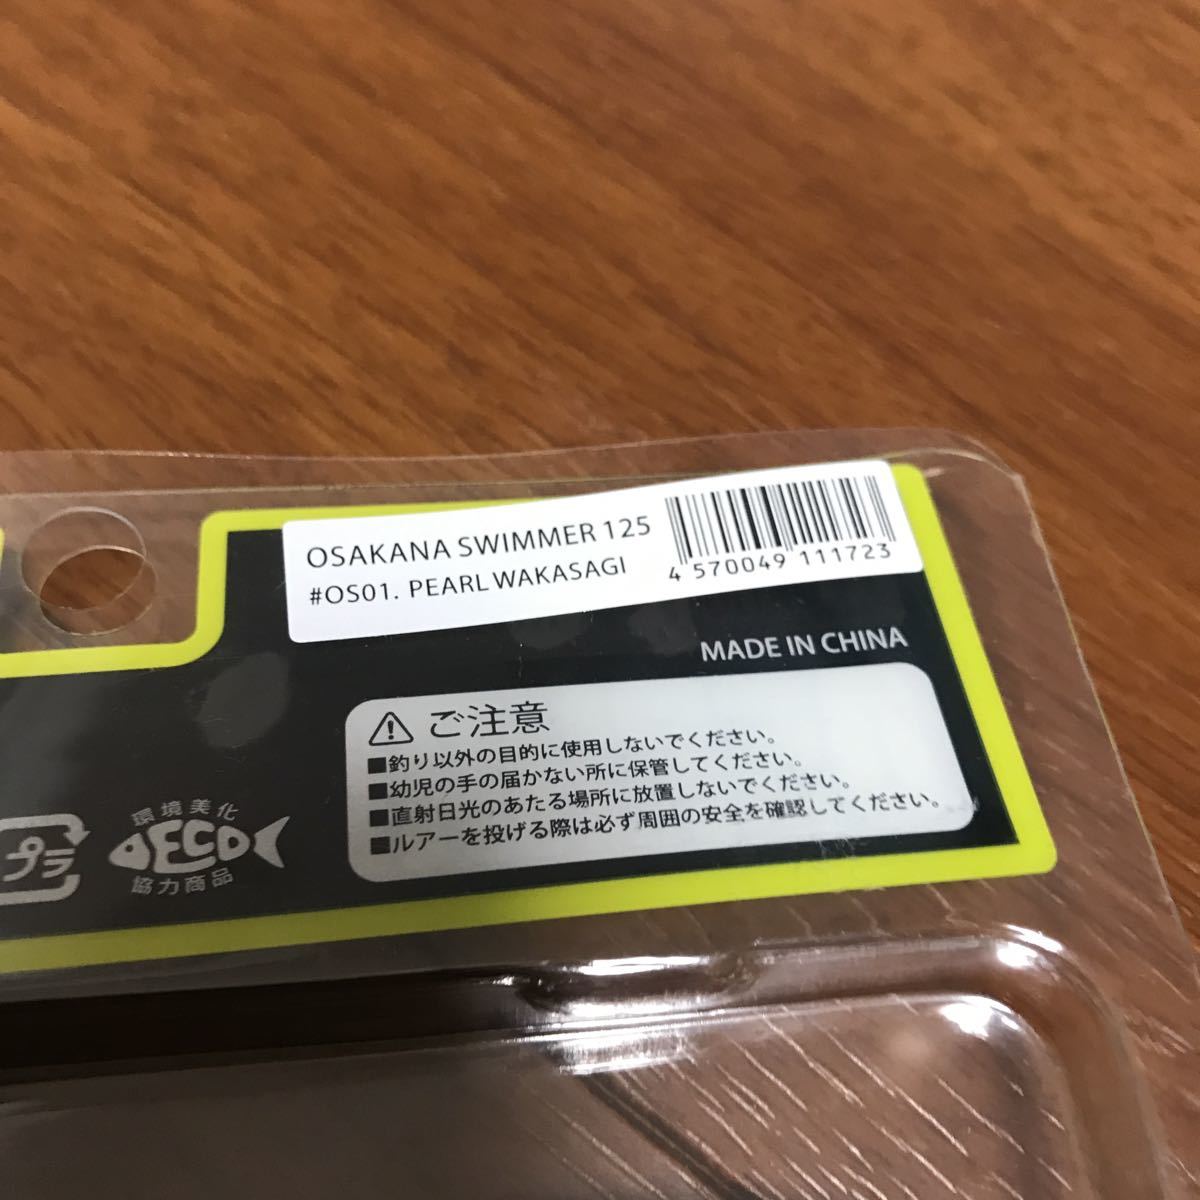 OSAKANA SWIMMER 125
#OS01. PEARL WAKASAGI
4 570049 111723
MADE IN CHINA
ご注意
■釣り以外の目的に使用しないでください。
■幼児の手の届かない所に保管してください。
■直射日光のあたる場所に放置しないでください。
■ルアーを投げる際は必ず周囲の安全を確認してください。
プラ
環境美化
ECO
協力商品